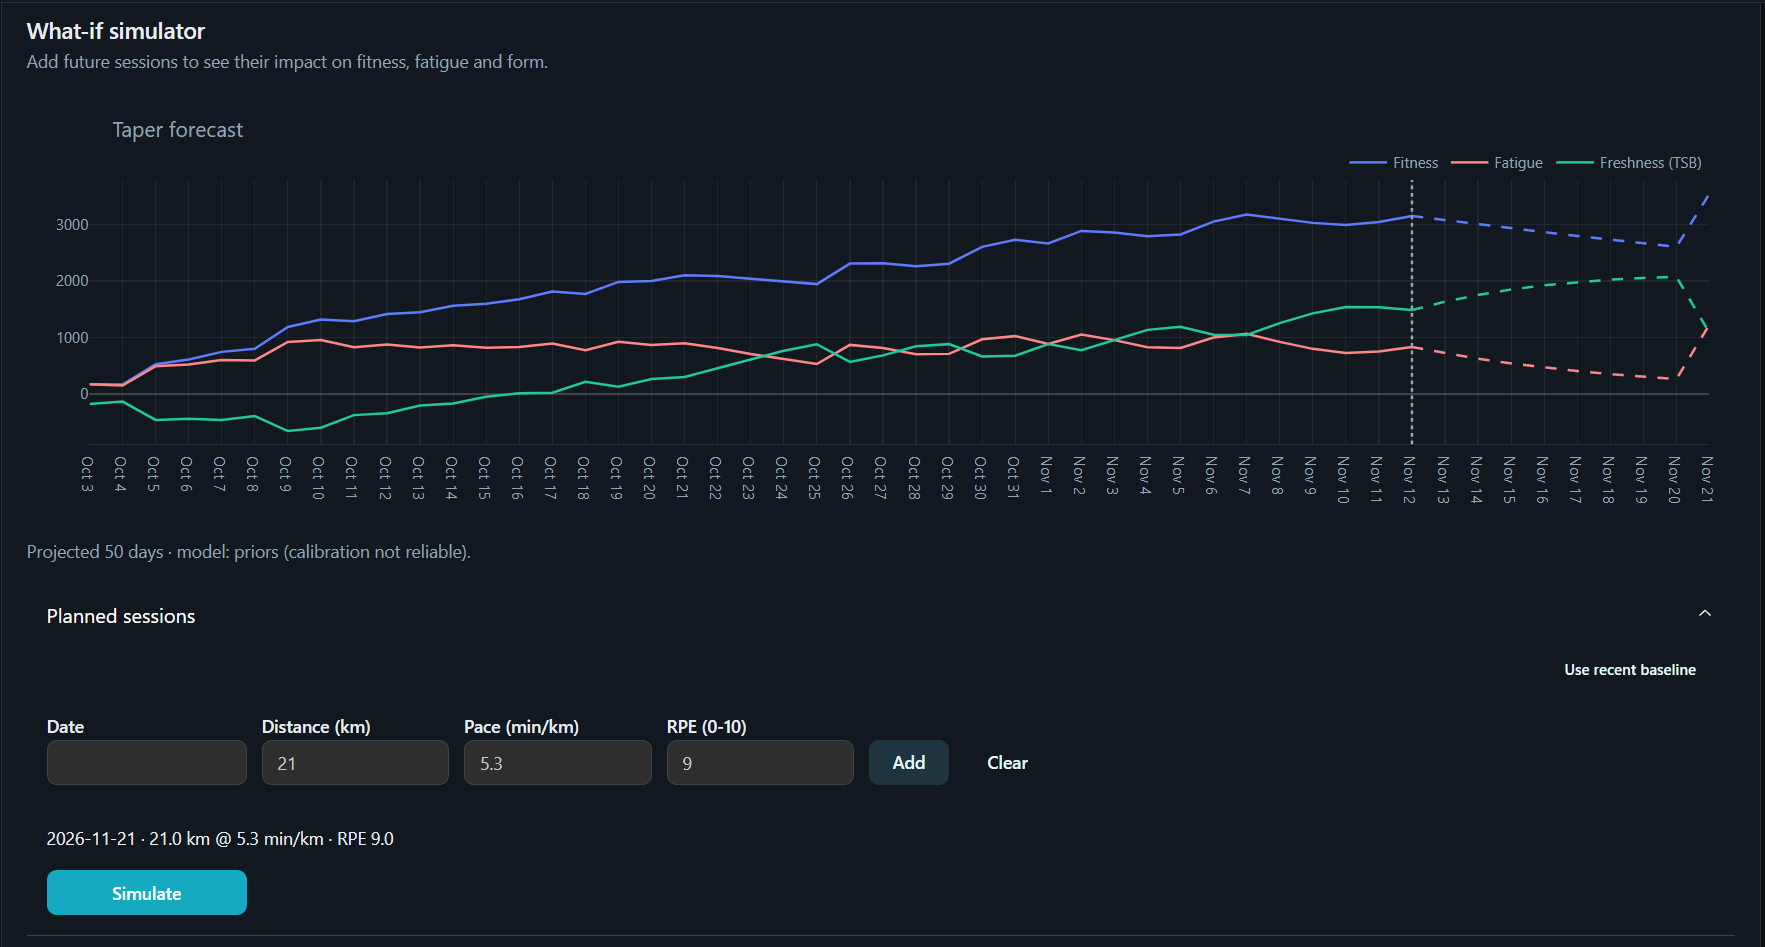 What-if simulator
Add future sessions to see their impact on fitness, fatigue and form.
Taper forecast
Fitness Fatigue Freshness (TSB)
3000
2000
1000
0
Oct 3 Oct 4 Oct 5 Oct 6 Oct 7 Oct 8 Oct 9 Oct 10 Oct 11 Oct 12 Oct 13 Oct 14 Oct 15 Oct 16 Oct 17 Oct 18 Oct 19 Oct 20 Oct 21 Oct 22 Oct 23 Oct 24 Oct 25 Oct 26 Oct 27 Oct 28 Oct 29 Oct 30 Oct 31 Nov 1 Nov 2 Nov 3 Nov 4 Nov 5 Nov 6 Nov 7 Nov 8 Nov 9 Nov 10 Nov 11 Nov 12 Nov 13 Nov 14 Nov 15 Nov 16 Nov 17 Nov 18 Nov 19 Nov 20 Nov 21
Projected 50 days · model: priors (calibration not reliable).
Planned sessions
Use recent baseline
Date Distance (km) Pace (min/km) RPE (0-10)
21 5.3 9 Add Clear
2026-11-21 · 21.0 km @ 5.3 min/km · RPE 9.0
Simulate